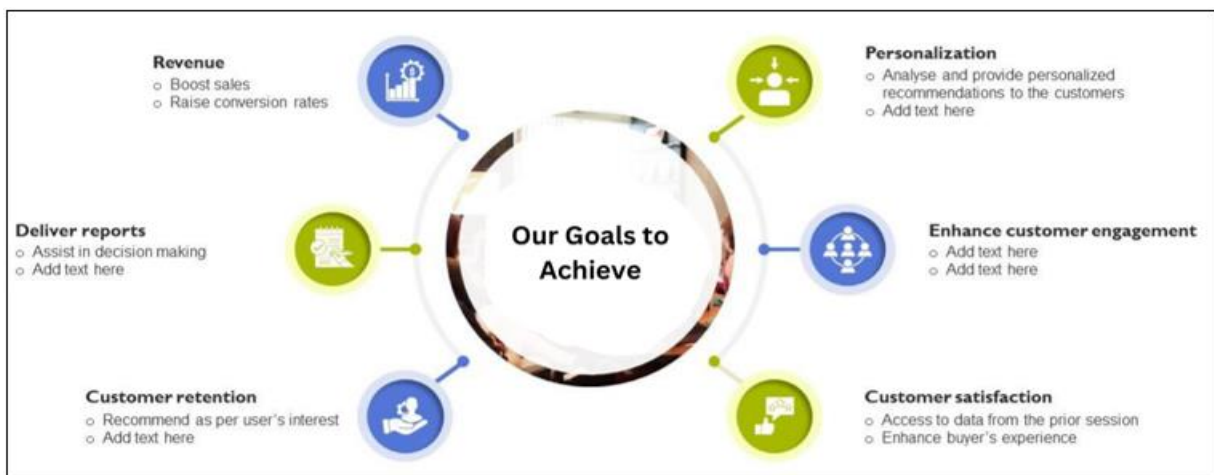 Revenue
o Boost sales
o Raise conversion rates
Personalization
o Analyse and provide personalized
recommendations to the customers
o Add text here
Our Goals to
Achieve
Deliver reports
o Assist in decision making
o Add text here
Enhance customer engagement
o Add text here
o Add text here
Customer retention
o Recommend as per user's interest
o Add text here
Customer satisfaction
o Access to data from the prior session
o Enhance buyer's experience